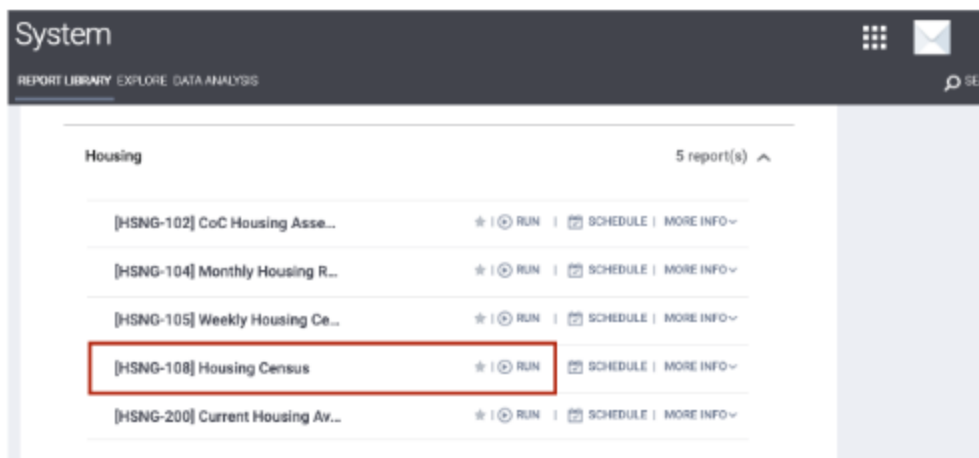 System
REPORT LIBRARY EXPLORE DATA ANALYSIS
SE
Housing 5 report(s)
[HSNG-102] CoC Housing Asse... | RUN | SCHEDULE | MORE INFO
[HSNG-104] Monthly Housing R... | RUN | SCHEDULE | MORE INFO
[HSNG-105] Weekly Housing Ce... | RUN | SCHEDULE | MORE INFO
[HSNG-108] Housing Census | RUN SCHEDULE | MORE INFO
[HSNG-200] Current Housing Av... | RUN | SCHEDULE | MORE INFO